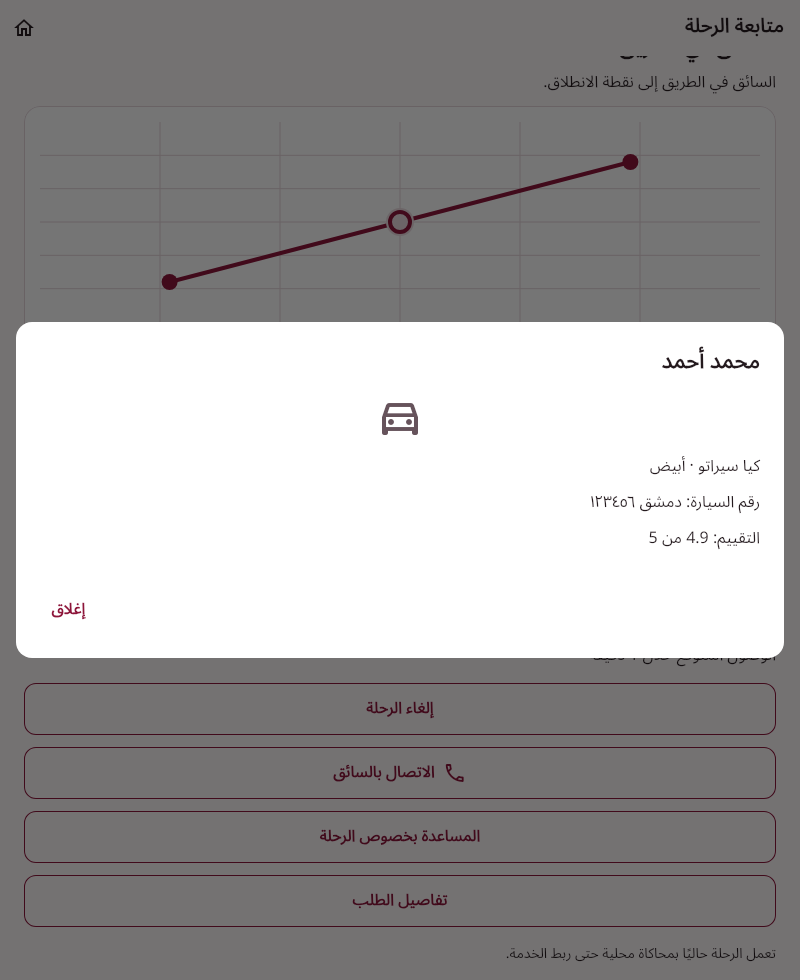 متابعة الرحلة
السائق في الطريق إلى نقطة الانطلاق.
محمد أحمد
كيا سيراتو · أبيض
رقم السيارة: دمشق ١٢٣٤٥٦
التقييم: 4.9 من 5
إغلاق
إلغاء الرحلة
الاتصال بالسائق
المساعدة بخصوص الرحلة
تفاصيل الطلب
تعمل الرحلة حاليًا بمحاكاة محلية حتى ربط الخدمة.